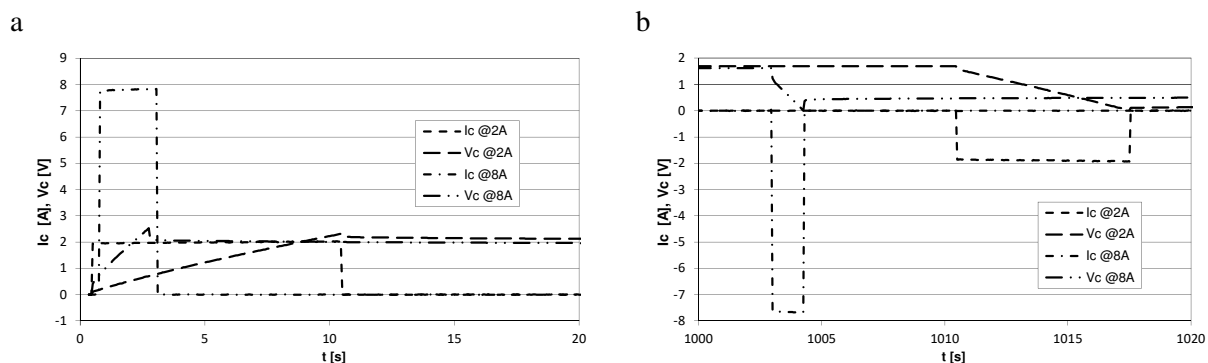 a
Ic [A], Vc [V]
9
8
7
6
5
4
3
2
1
0
-1
0 5 10 15 20
t [s]
Ic @2A
Vc @2A
Ic @8A
Vc @8A
b
Ic [A], Vc [V]
2
1
0
-1
-2
-3
-4
-5
-6
-7
-8
1000 1005 1010 1015 1020
t [s]
Ic @2A
Vc @2A
Ic @8A
Vc @8A